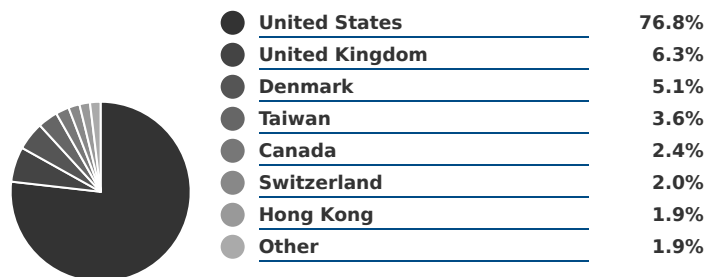 United States 76.8%
United Kingdom 6.3%
Denmark 5.1%
Taiwan 3.6%
Canada 2.4%
Switzerland 2.0%
Hong Kong 1.9%
Other 1.9%